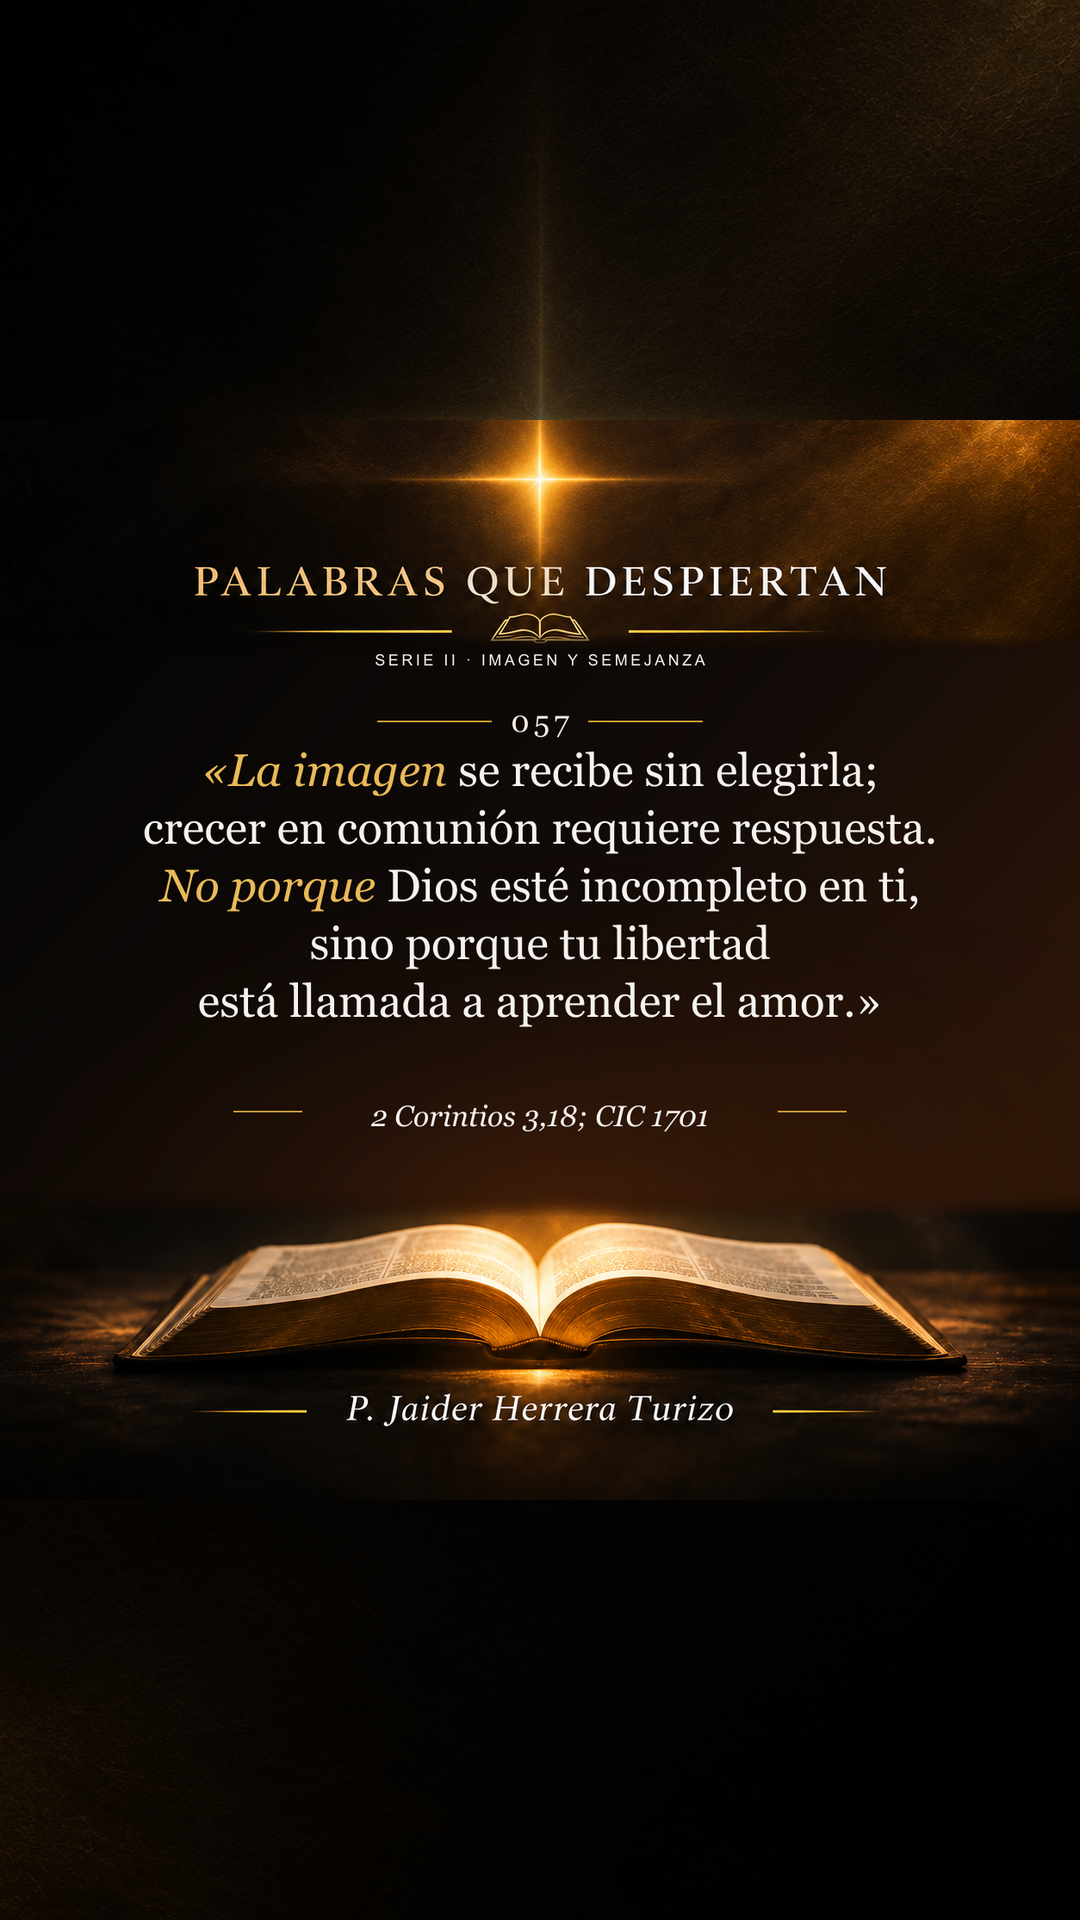 PALABRAS QUE DESPIERTAN
SERIE II · IMAGEN Y SEMEJANZA
057
«La imagen se recibe sin elegirla;
crecer en comunión requiere respuesta.
No porque Dios esté incompleto en ti,
sino porque tu libertad
está llamada a aprender el amor.»
2 Corintios 3,18; CIC 1701
P. Jaider Herrera Turizo